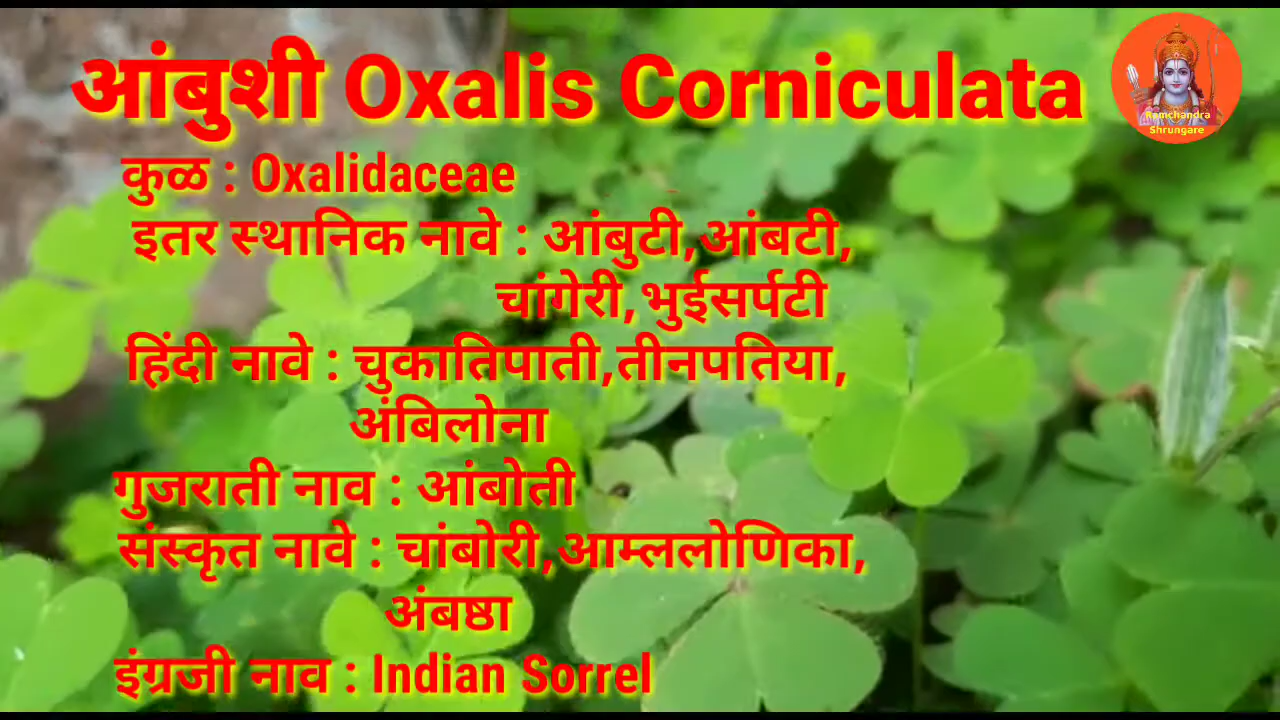 आंबुशी Oxalis Corniculata
Ramchandra
Shrungare
कुळ : Oxalidaceae
इतर स्थानिक नावे : आंबुटी,आंबटी,
चांगेरी,भुईसर्पटी
हिंदी नावे : चुकातिपाती,तीनपतिया,
अंबिलोना
गुजराती नाव : आंबोती
संस्कृत नावे : चांबोरी,आम्ललोणिका,
अंबष्ठा
इंग्रजी नाव : Indian Sorrel